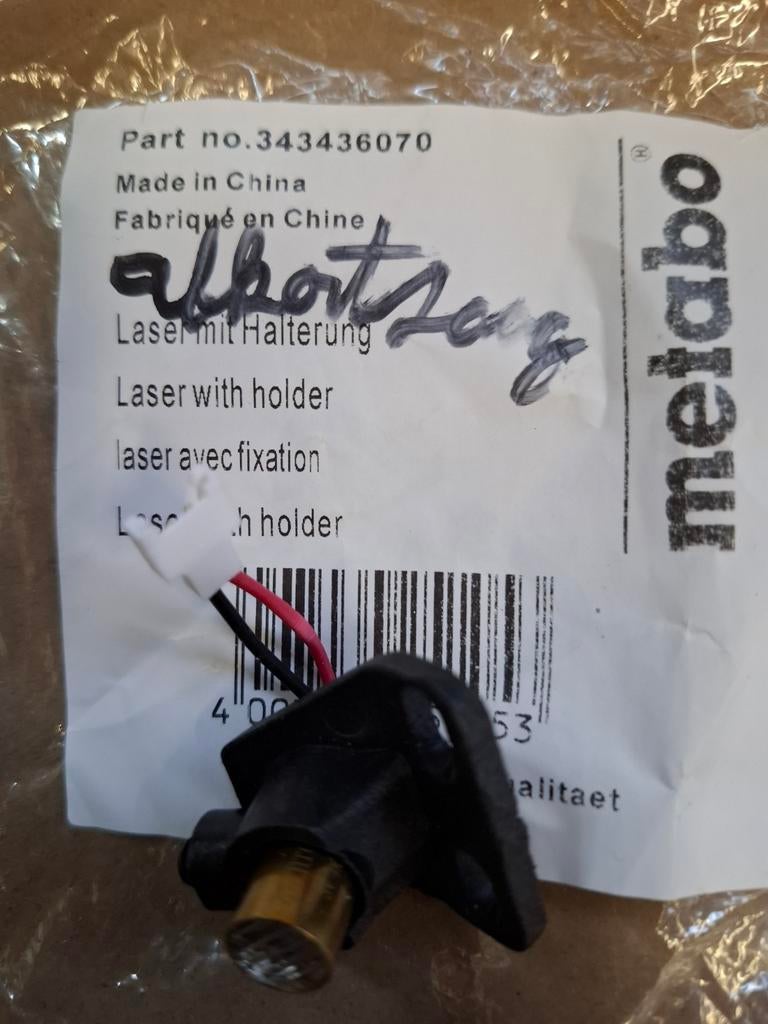 Part no.343436070
Made in China
Fabriqué en Chine
Laser mit Halterung
Laser with holder
laser avec fixation
holder
metabo